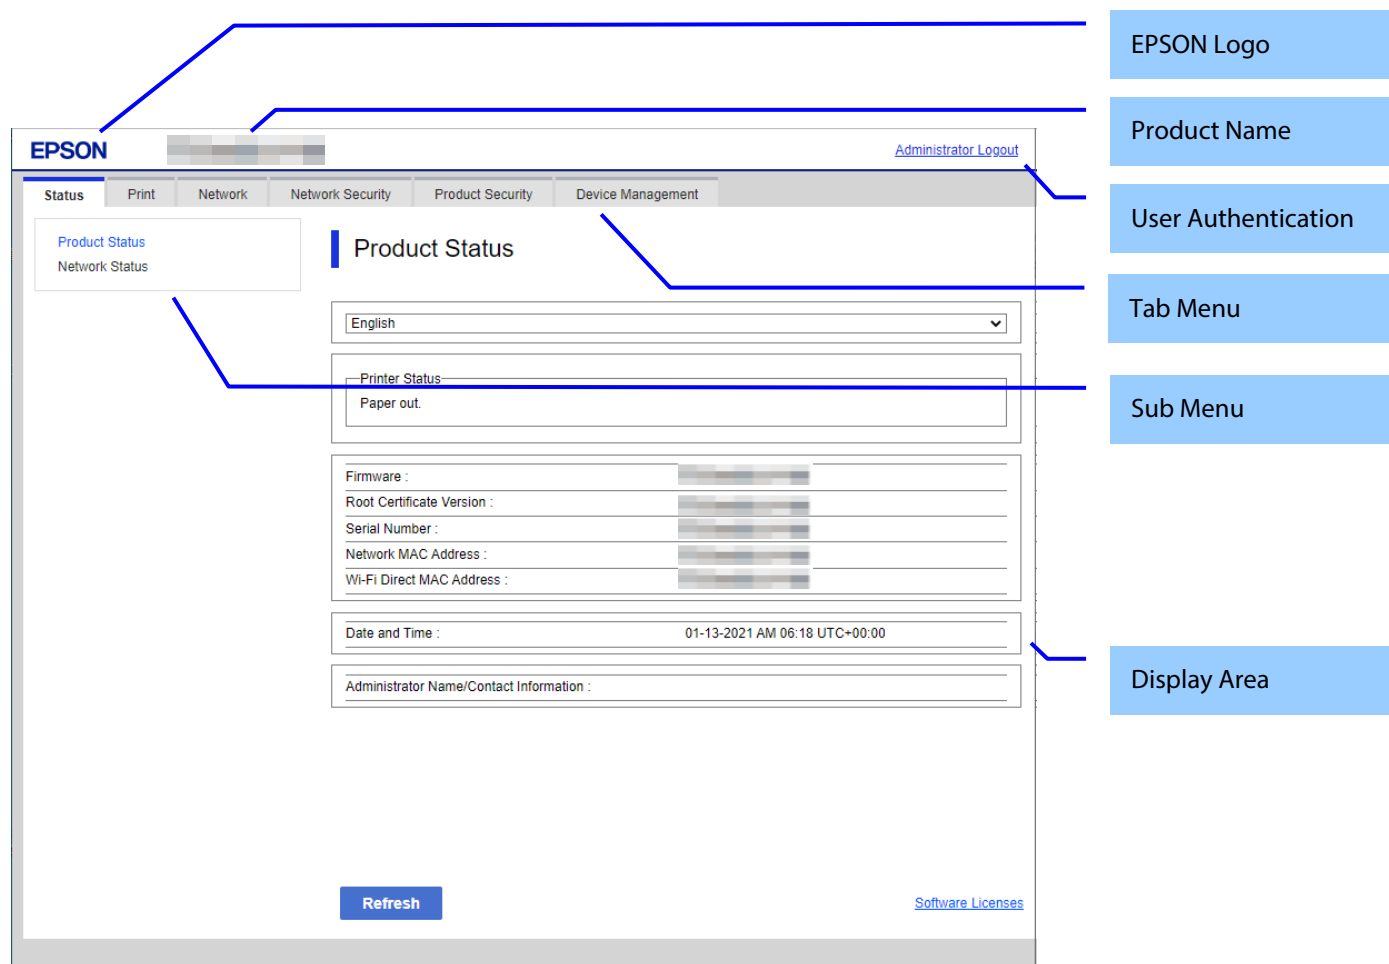 EPSON Logo
Product Name
EPSON
Administrator Logout
User Authentication
Status Print Network Network Security Product Security Device Management
Product Status
Network Status
Product Status
Tab Menu
English
Printer Status
Paper out.
Sub Menu
Firmware :
Root Certificate Version :
Serial Number :
Network MAC Address :
Wi-Fi Direct MAC Address :
Date and Time : 01-13-2021 AM 06:18 UTC+00:00
Administrator Name/Contact Information :
Display Area
Refresh
Software Licenses